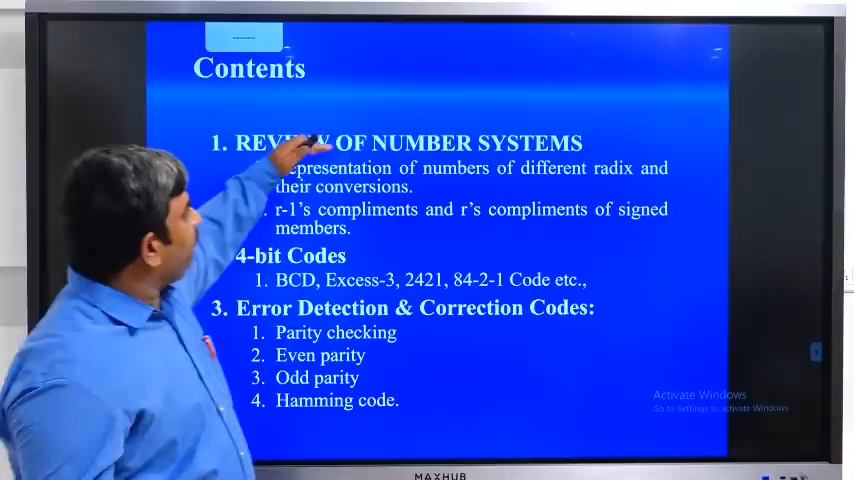 Contents
1. REVIEW OF NUMBER SYSTEMS
representation of numbers of different radix and
their conversions.
r-1's compliments and r's compliments of signed
members.
4-bit Codes
1. BCD, Excess-3, 2421, 84-2-1 Code etc.,
3. Error Detection & Correction Codes:
1. Parity checking
2. Even parity
3. Odd parity
4. Hamming code.
Activate Windows
Go to Settings to activate Windows.
MAXHUB